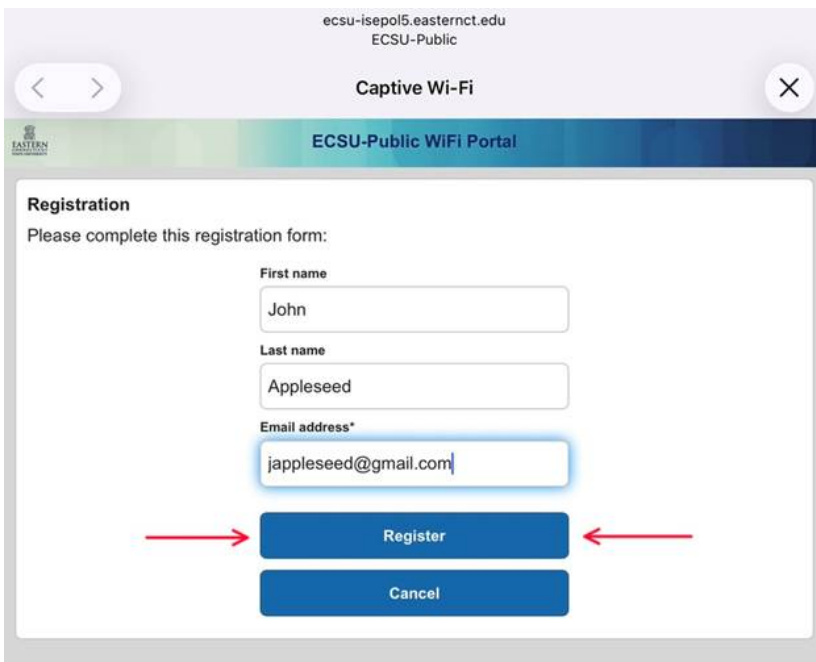 ecsu-isepol5.easternct.edu
ECSU-Public
Captive Wi-Fi
EASTERN
ECSU-Public WiFi Portal
Registration
Please complete this registration form:
First name
John
Last name
Appleseed
Email address*
jappleseed@gmail.com
Register
Cancel